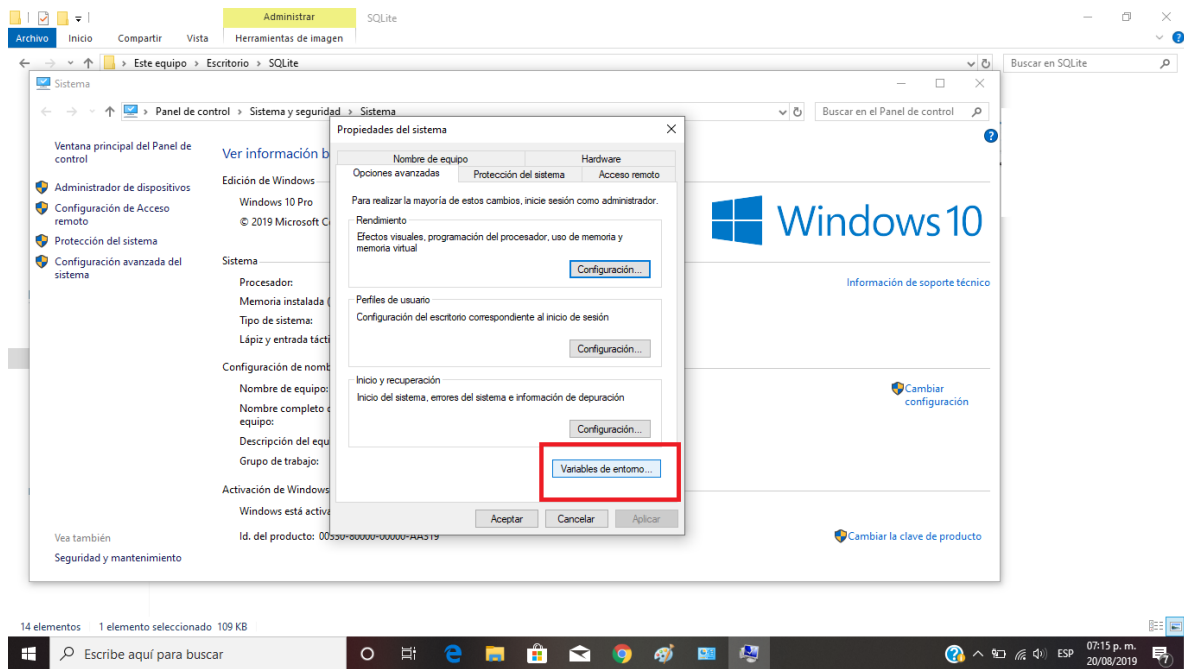 Administrar
SQLite
Archivo Inicio Compartir Vista Herramientas de imagen
Este equipo > Escritorio > SQLite
Buscar en SQLite
Sistema
Panel de control > Sistema y seguridad > Sistema
Buscar en el Panel de control
Ventana principal del Panel de
control
Administrador de dispositivos
Configuración de Acceso
remoto
Protección del sistema
Configuración avanzada del
sistema
Vea también
Seguridad y mantenimiento
Ver información b
Edición de Windows
Windows 10 Pro
© 2019 Microsoft C
Sistema
Procesador:
Memoria instalada (
Tipo de sistema:
Lápiz y entrada tácti
Configuración de nomb
Nombre de equipo:
Nombre completo
equipo:
Descripción del equ
Grupo de trabajo:
Activación de Windows
Windows está activa
Id. del producto: 00330-80000-00000-AA519
Propiedades del sistema
Nombre de equipo Hardware
Opciones avanzadas Protección del sistema Acceso remoto
Para realizar la mayoría de estos cambios, inicie sesión como administrador.
Rendimiento
Efectos visuales, programación del procesador, uso de memoria y
memoria virtual
Configuración...
Perfiles de usuario
Configuración del escritorio correspondiente al inicio de sesión
Configuración...
Inicio y recuperación
Inicio del sistema, errores del sistema e información de depuración
Configuración...
Variables de entorno...
Aceptar Cancelar Aplicar
Windows 10
Información de soporte técnico
Cambiar
configuración
Cambiar la clave de producto
14 elementos 1 elemento seleccionado 109 KB
Escribe aquí para buscar
ESP
07:15 p. m.
20/08/2019
7